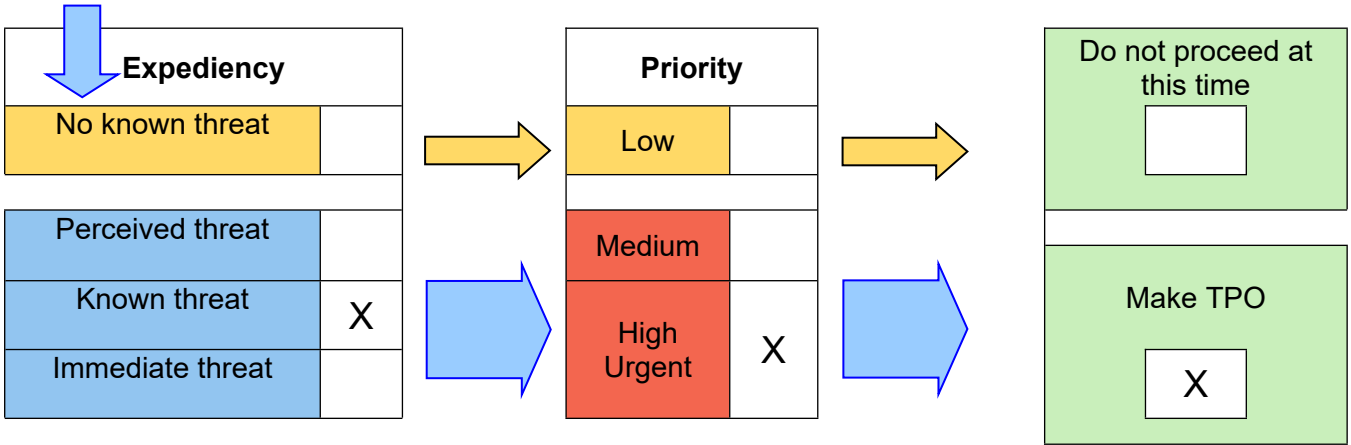 Expediency
No known threat
Perceived threat
Known threat
X
Immediate threat
Priority
Low
Medium
High
Urgent
X
Do not proceed at
this time
Make TPO
X